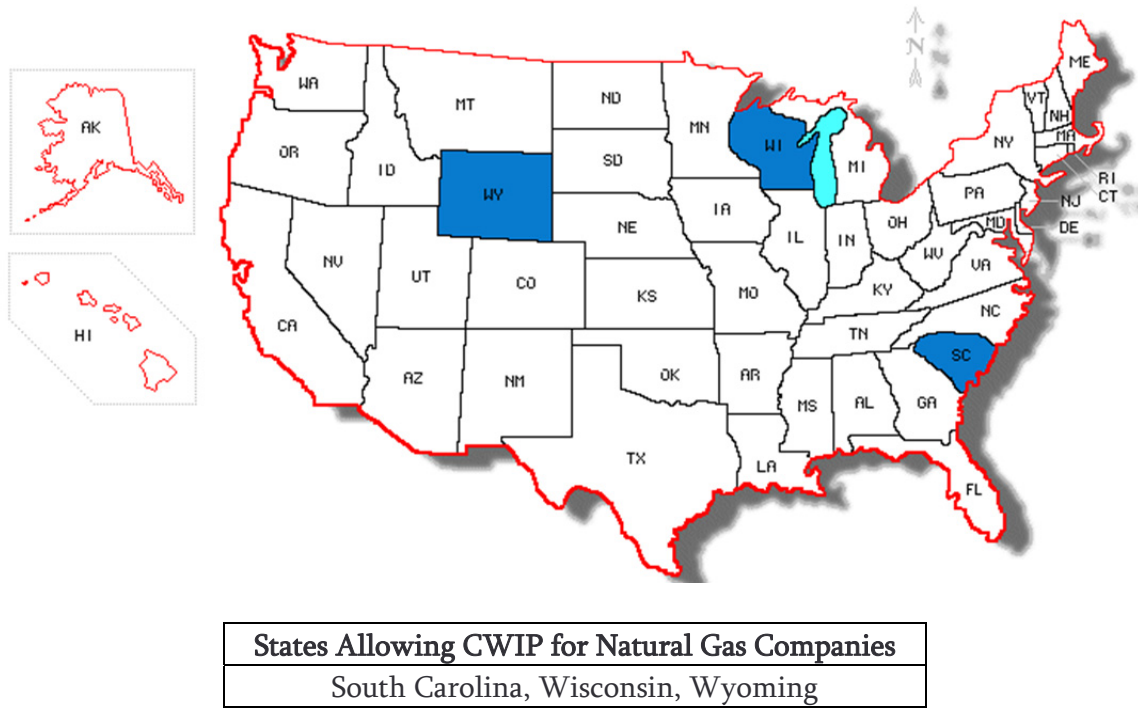 N
WA
MT
ND
MN
ME
VT
NH
AK
OR
ID
SD
WI
MI
NY
MA
WY
RI
CT
IA
PA
NJ
NE
OH
MD
DE
NV
UT
CO
IL
IN
WV
VA
HI
CA
KS
MO
KY
NC
TN
AZ
NM
OK
AR
SC
MS
AL
GA
TX
LA
FL
States Allowing CWIP for Natural Gas Companies
South Carolina, Wisconsin, Wyoming